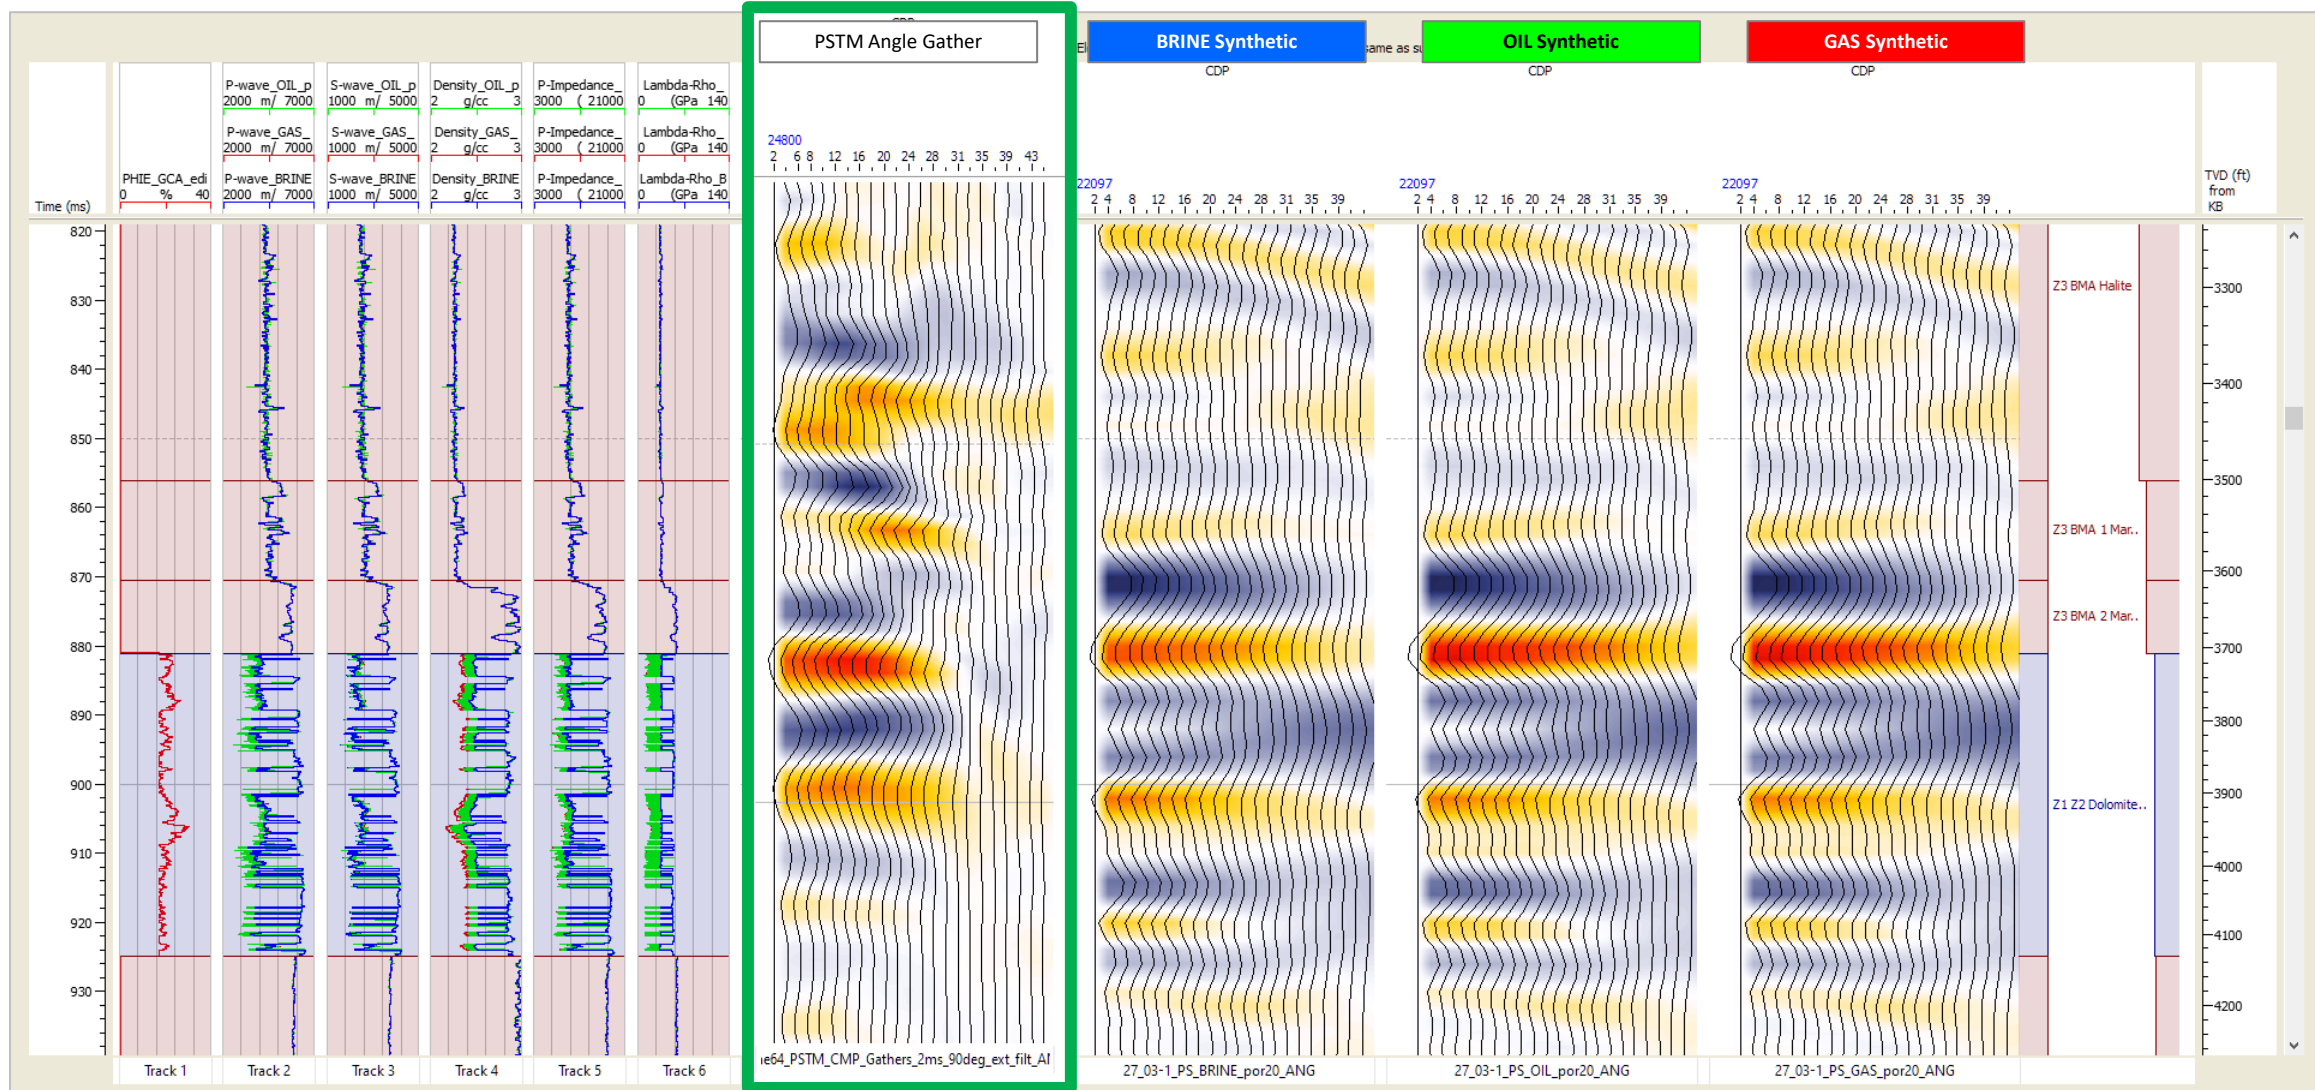 PSTM Angle Gather
BRINE Synthetic
OIL Synthetic
GAS Synthetic
same as su
CDP
CDP
CDP
P-wave_OIL_p
2000 m/ 7000
S-wave_OIL_p
1000 m/ 5000
Density_OIL_p
2 g/cc 3
P-Impedance_
3000 ( 21000
Lambda-Rho_
0 (GPa 140
P-wave_GAS_
2000 m/ 7000
S-wave_GAS_
1000 m/ 5000
Density_GAS_
2 g/cc 3
P-Impedance_
3000 ( 21000
Lambda-Rho_
0 (GPa 140
PHIE_GCA_edi
0 % 40
P-wave_BRINE
2000 m/ 7000
S-wave_BRINE
1000 m/ 5000
Density_BRINE
2 g/cc 3
P-Impedance_
3000 ( 21000
Lambda-Rho_B
0 (GPa 140
Time (ms)
24800
2 6 8 12 16 20 24 28 31 35 39 43
22097
2 4 8 12 16 20 24 28 31 35 39
22097
2 4 8 12 16 20 24 28 31 35 39
22097
2 4 8 12 16 20 24 28 31 35 39
TVD (ft)
from
KB
820
830
840
850
860
870
880
890
900
910
920
930
Z3 BMA Halite
Z3 BMA 1 Mar..
Z3 BMA 2 Mar..
Z1 Z2 Dolomite..
3300
3400
3500
3600
3700
3800
3900
4000
4100
4200
Track 1
Track 2
Track 3
Track 4
Track 5
Track 6
e64_PSTM_CMP_Gathers_2ms_90deg_ext_filt_AI
27_03-1_PS_BRINE_por20_ANG
27_03-1_PS_OIL_por20_ANG
27_03-1_PS_GAS_por20_ANG